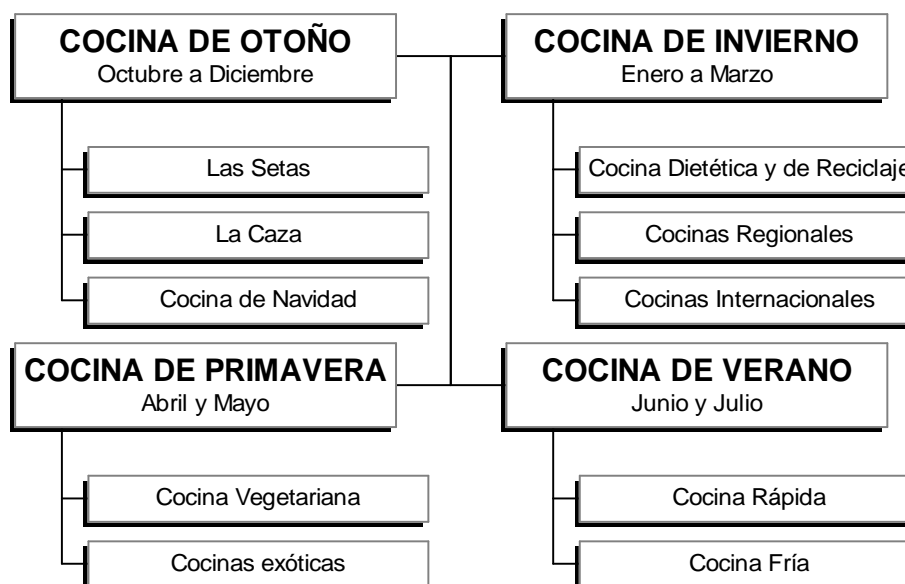 COCINA DE OTOÑO
Octubre a Diciembre
Las Setas
La Caza
Cocina de Navidad
COCINA DE INVIERNO
Enero a Marzo
Cocina Dietética y de Reciclaje
Cocinas Regionales
Cocinas Internacionales
COCINA DE PRIMAVERA
Abril y Mayo
Cocina Vegetariana
Cocinas exóticas
COCINA DE VERANO
Junio y Julio
Cocina Rápida
Cocina Fría